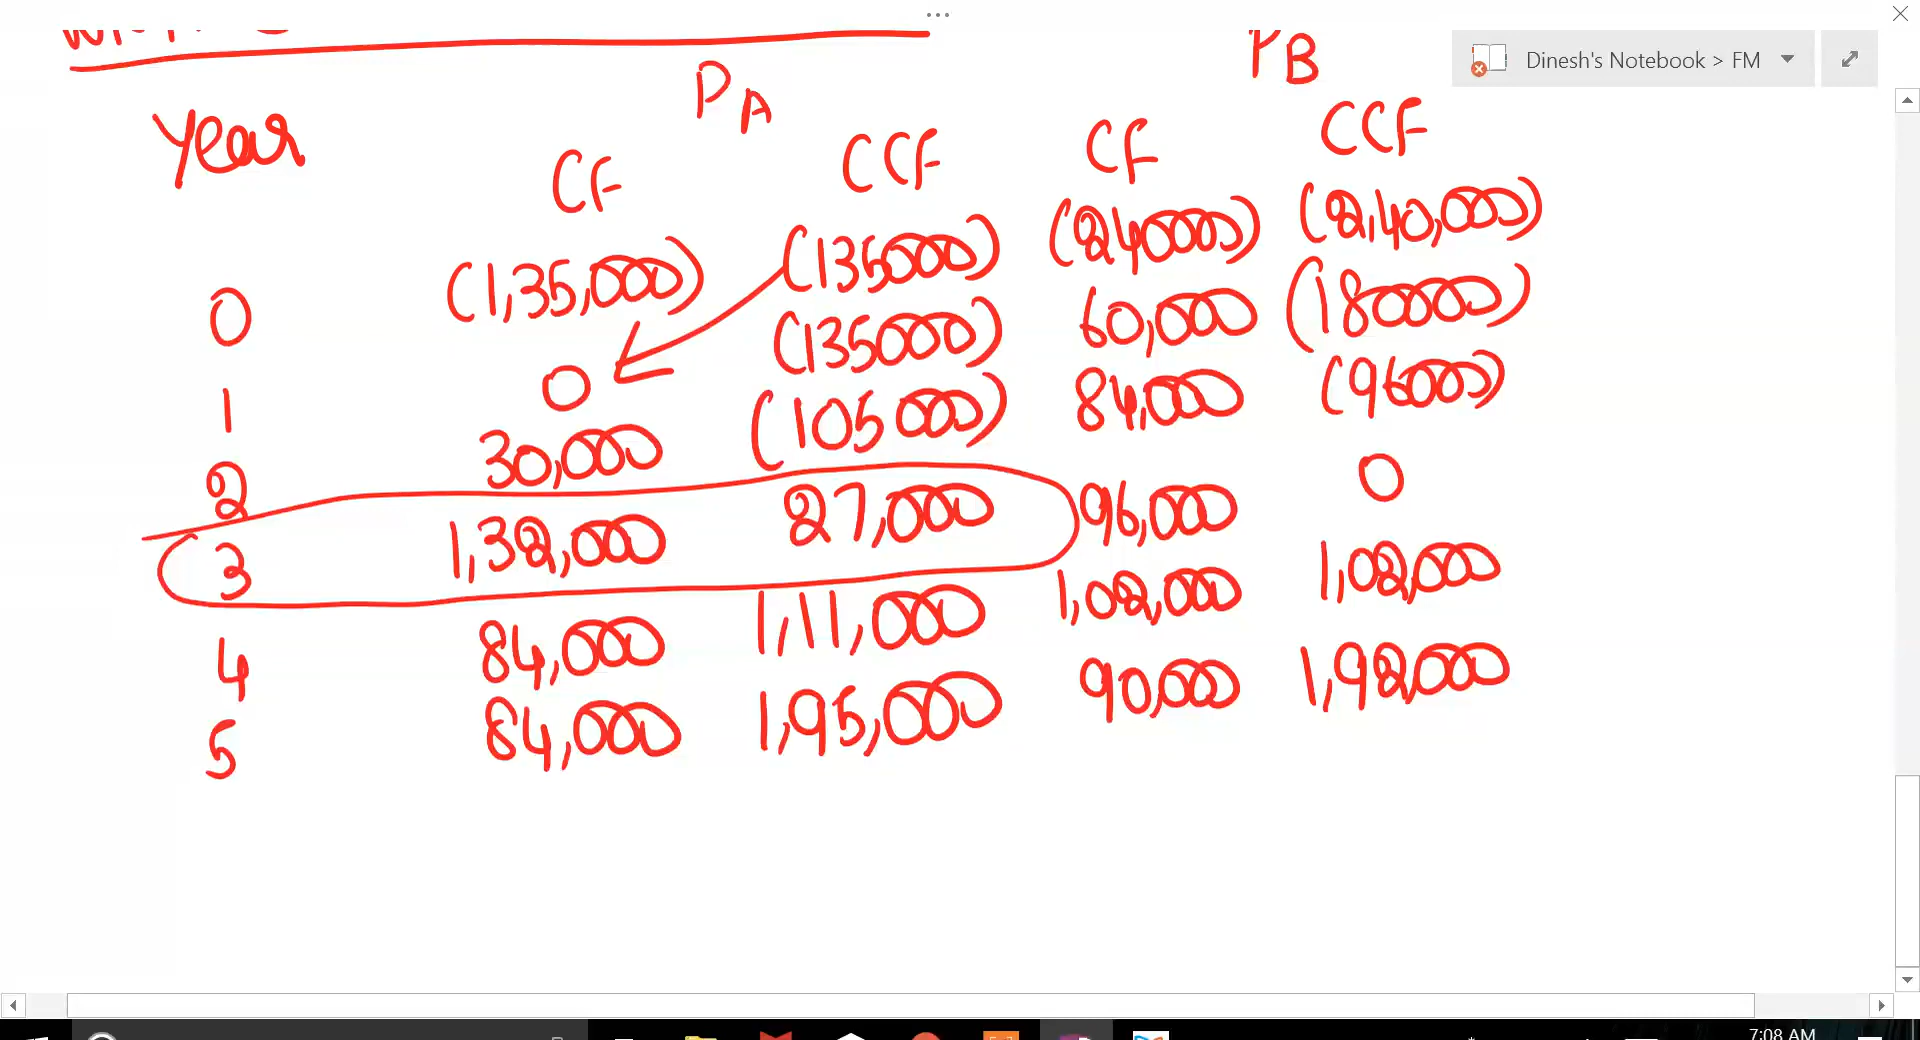 Dinesh's Notebook > FM
PA PB
Year CF CCF CF CCF
0 (1,35,000) (135000) (24000) (2,40,000)
1 0 (135000) 60,000 (180000)
2 30,000 (105000) 84,000 (96000)
3 1,32,000 27,000 96,000 0
4 84,000 1,11,000 1,02,000 1,02,000
5 84,000 1,95,000 90,000 1,92,000
7:08 AM